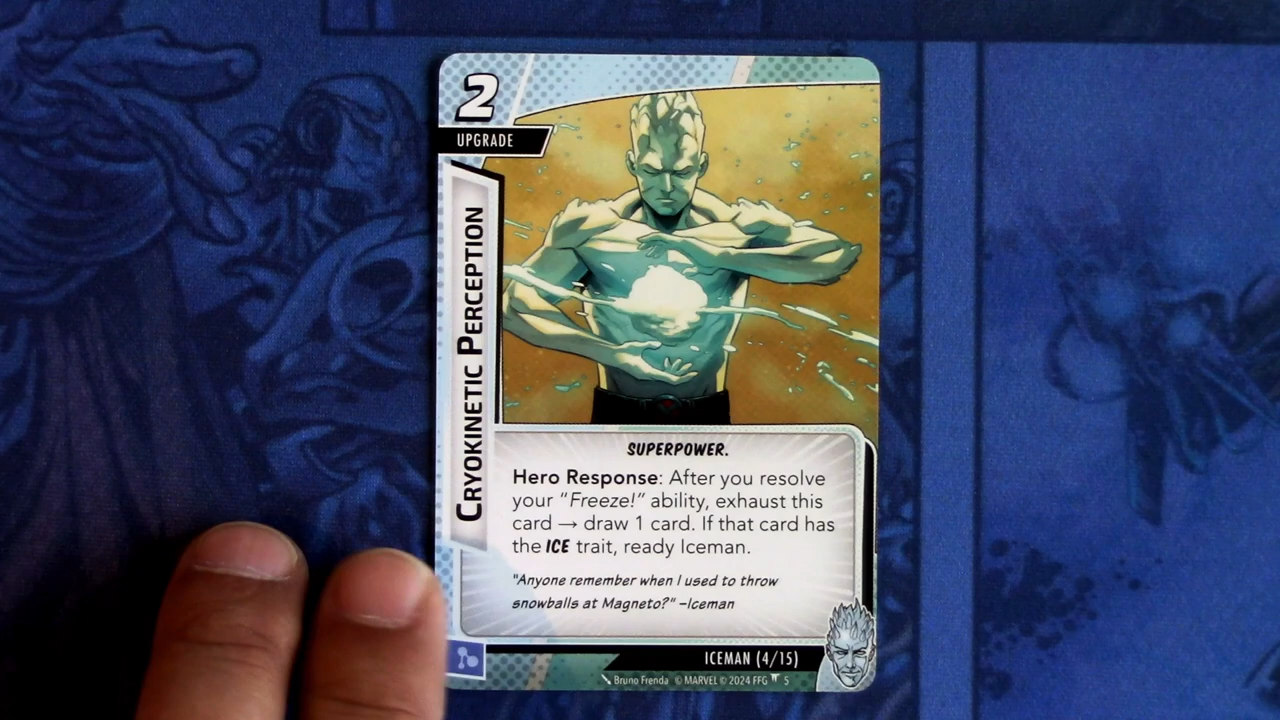 2
UPGRADE
CRYOKINETIC PERCEPTION
SUPERPOWER.
Hero Response: After you resolve
your "Freeze!" ability, exhaust this
card → draw 1 card. If that card has
the ICE trait, ready Iceman.
"Anyone remember when I used to throw
snowballs at Magneto?" –Iceman
ICEMAN (4/15)
Bruno Frenda © MARVEL © 2024 FFG 5